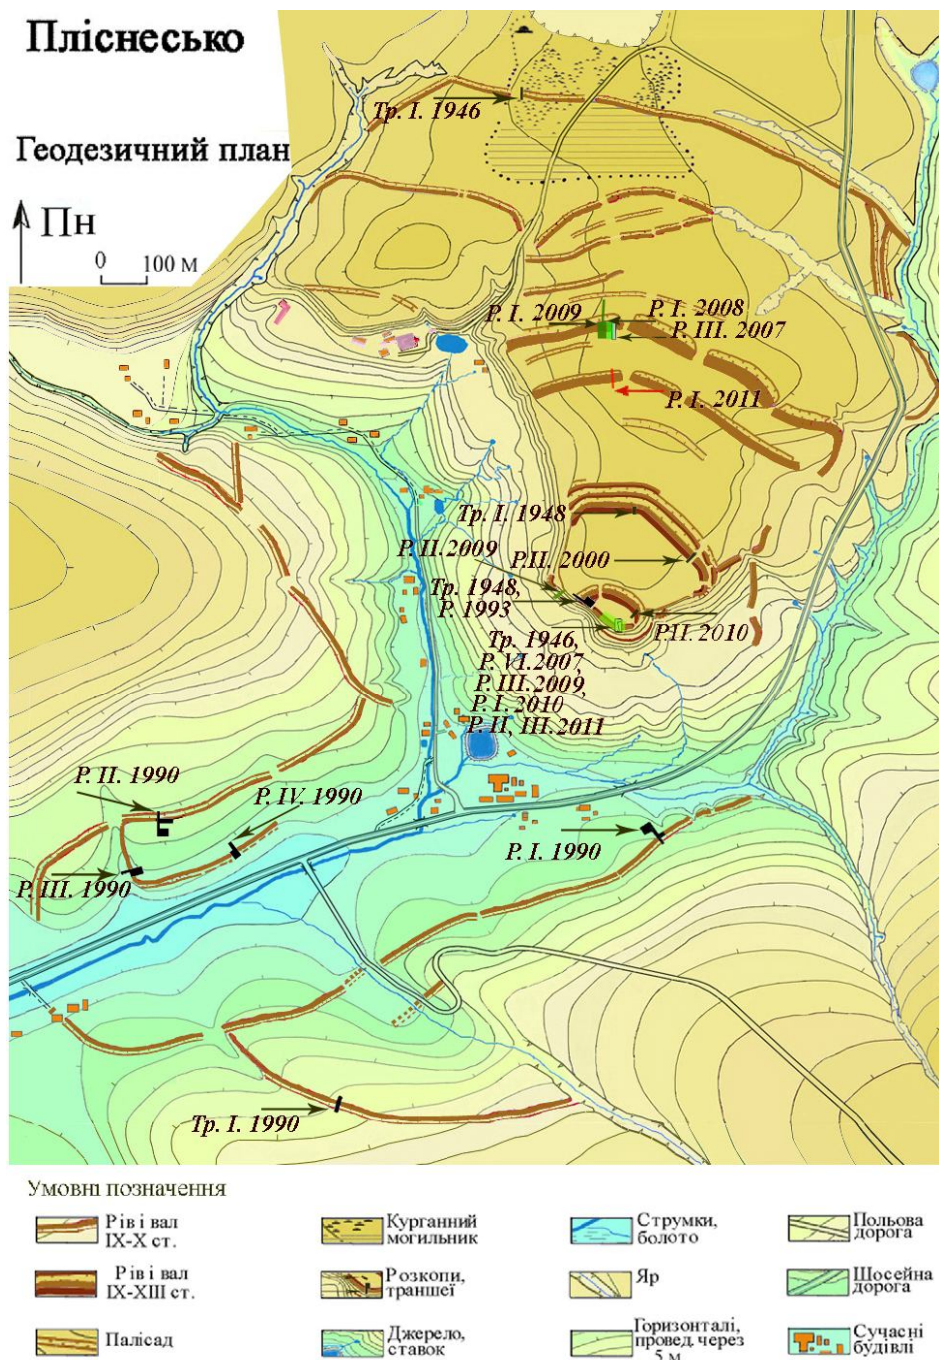 Пліснесько
Геодезичний план
Пн
0 100 м
Тр. І. 1946
Р. І. 2009
Р. І. 2008
Р. ІІІ. 2007
Р. І. 2011
Тр. І. 1948
Р. ІІ.2009
Р.ІІ. 2000
Тр. 1948,
Р. 1993
Р.ІІ. 2010
Тр. 1946,
Р. VІ.2007,
Р. ІІІ.2009,
Р. І. 2010
Р. ІІ, ІІІ. 2011
Р. ІІ. 1990
Р. ІV. 1990
Р. І. 1990
Р. ІІІ. 1990
Тр. І. 1990
Умовні позначення
Рів і вал
ІХ-Х ст.
Рів і вал
ІХ-ХІІІ ст.
Палісад
Курганний
могильник
Розкопи,
траншеї
Джерело,
ставок
Струмки,
болото
Яр
Горизонталі,
провед. через
5 м
Польова
дорога
Шосейна
дорога
Сучасні
будівлі